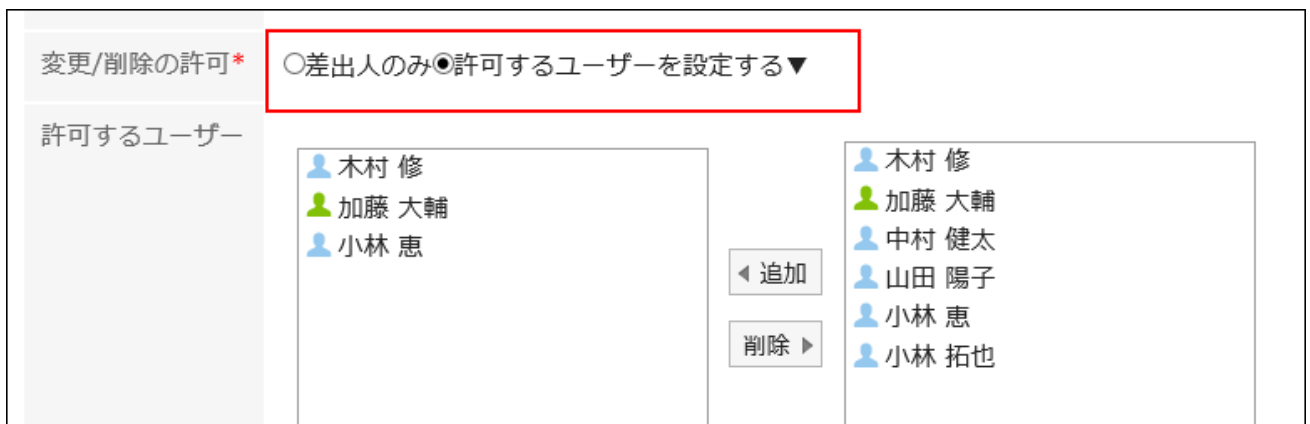 変更/削除の許可* ○差出人のみ◉許可するユーザーを設定する▼
許可するユーザー
木村 修
加藤 大輔
小林 恵
追加
削除
木村 修
加藤 大輔
中村 健太
山田 陽子
小林 恵
小林 拓也